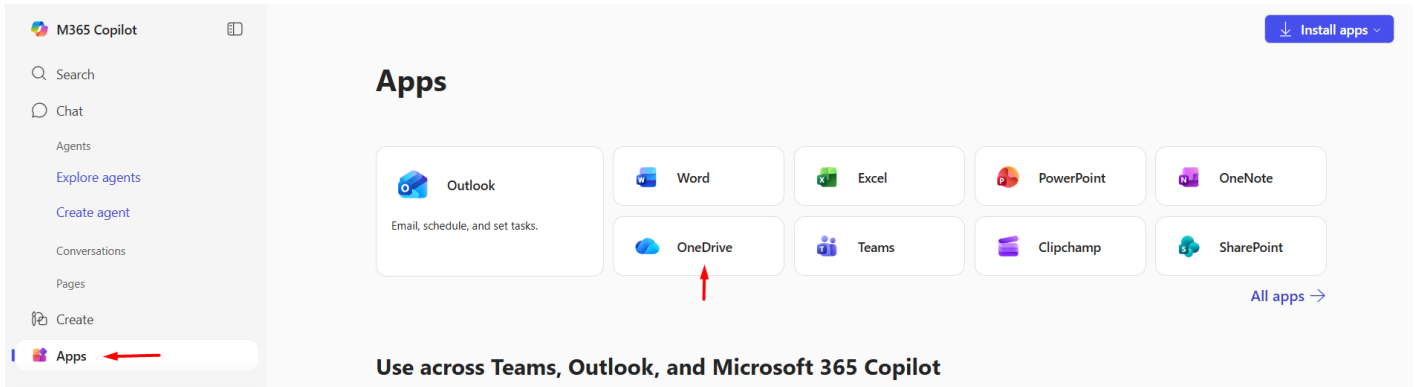 M365 Copilot
Install apps
Search
Chat
Agents
Explore agents
Create agent
Conversations
Pages
Create
Apps
Apps
Outlook
Email, schedule, and set tasks.
Word
Excel
PowerPoint
OneNote
OneDrive
Teams
Clipchamp
SharePoint
All apps
Use across Teams, Outlook, and Microsoft 365 Copilot